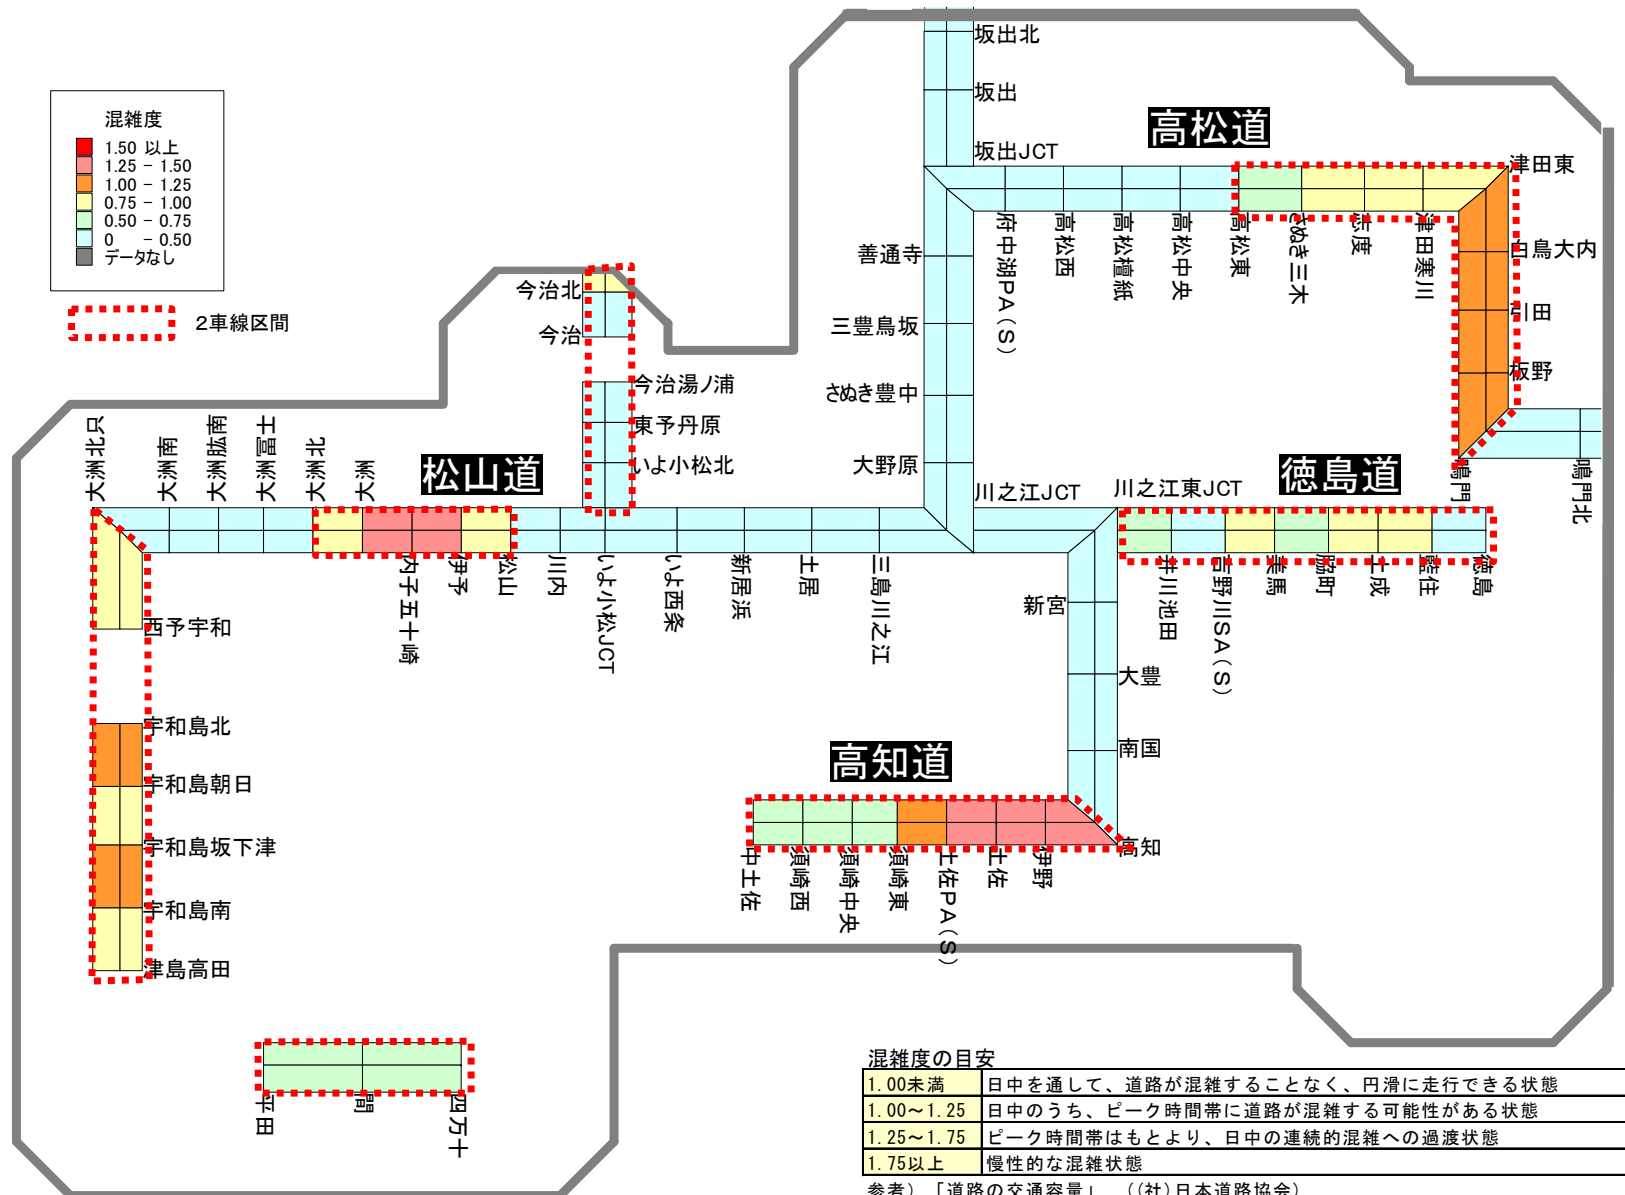 混雑度
1.50 以上
1.25 - 1.50
1.00 - 1.25
0.75 - 1.00
0.50 - 0.75
0 - 0.50
データなし
2車線区間
坂出北
坂出
坂出JCT
高松道
津田東
府中湖PA(S)
高松西
高松檀紙
高松中央
高松東
さぬき三木
志度
津田寒川
白鳥大内
引田
板野
鳴門
鳴門北
善通寺
三豊鳥坂
さぬき豊中
大野原
川之江JCT
今治北
今治
今治湯ノ浦
東予丹原
いよ小松北
松山道
大洲北只
大洲南
大洲肱南
大洲冨士
大洲北
大洲
内子五十崎
伊予
松山
川内
いよ小松JCT
いよ西条
新居浜
土居
三島川之江
川之江東JCT
徳島道
井川池田
吉野川SA(S)
美馬
脇町
土成
藍住
徳島
新宮
大豊
南国
高知道
高知
中土佐
須崎西
須崎中央
須崎東
土佐PA(S)
土佐
伊野
西予宇和
宇和島北
宇和島朝日
宇和島坂下津
宇和島南
津島高田
平田
間
四万十
混雑度の目安
1.00未満 日中を通して、道路が混雑することなく、円滑に走行できる状態
1.00～1.25 日中のうち、ピーク時間帯に道路が混雑する可能性がある状態
1.25～1.75 ピーク時間帯はもとより、日中の連続的混雑への過渡状態
1.75以上 慢性的な混雑状態
参考）「道路の交通容量」 （(社)日本道路協会）